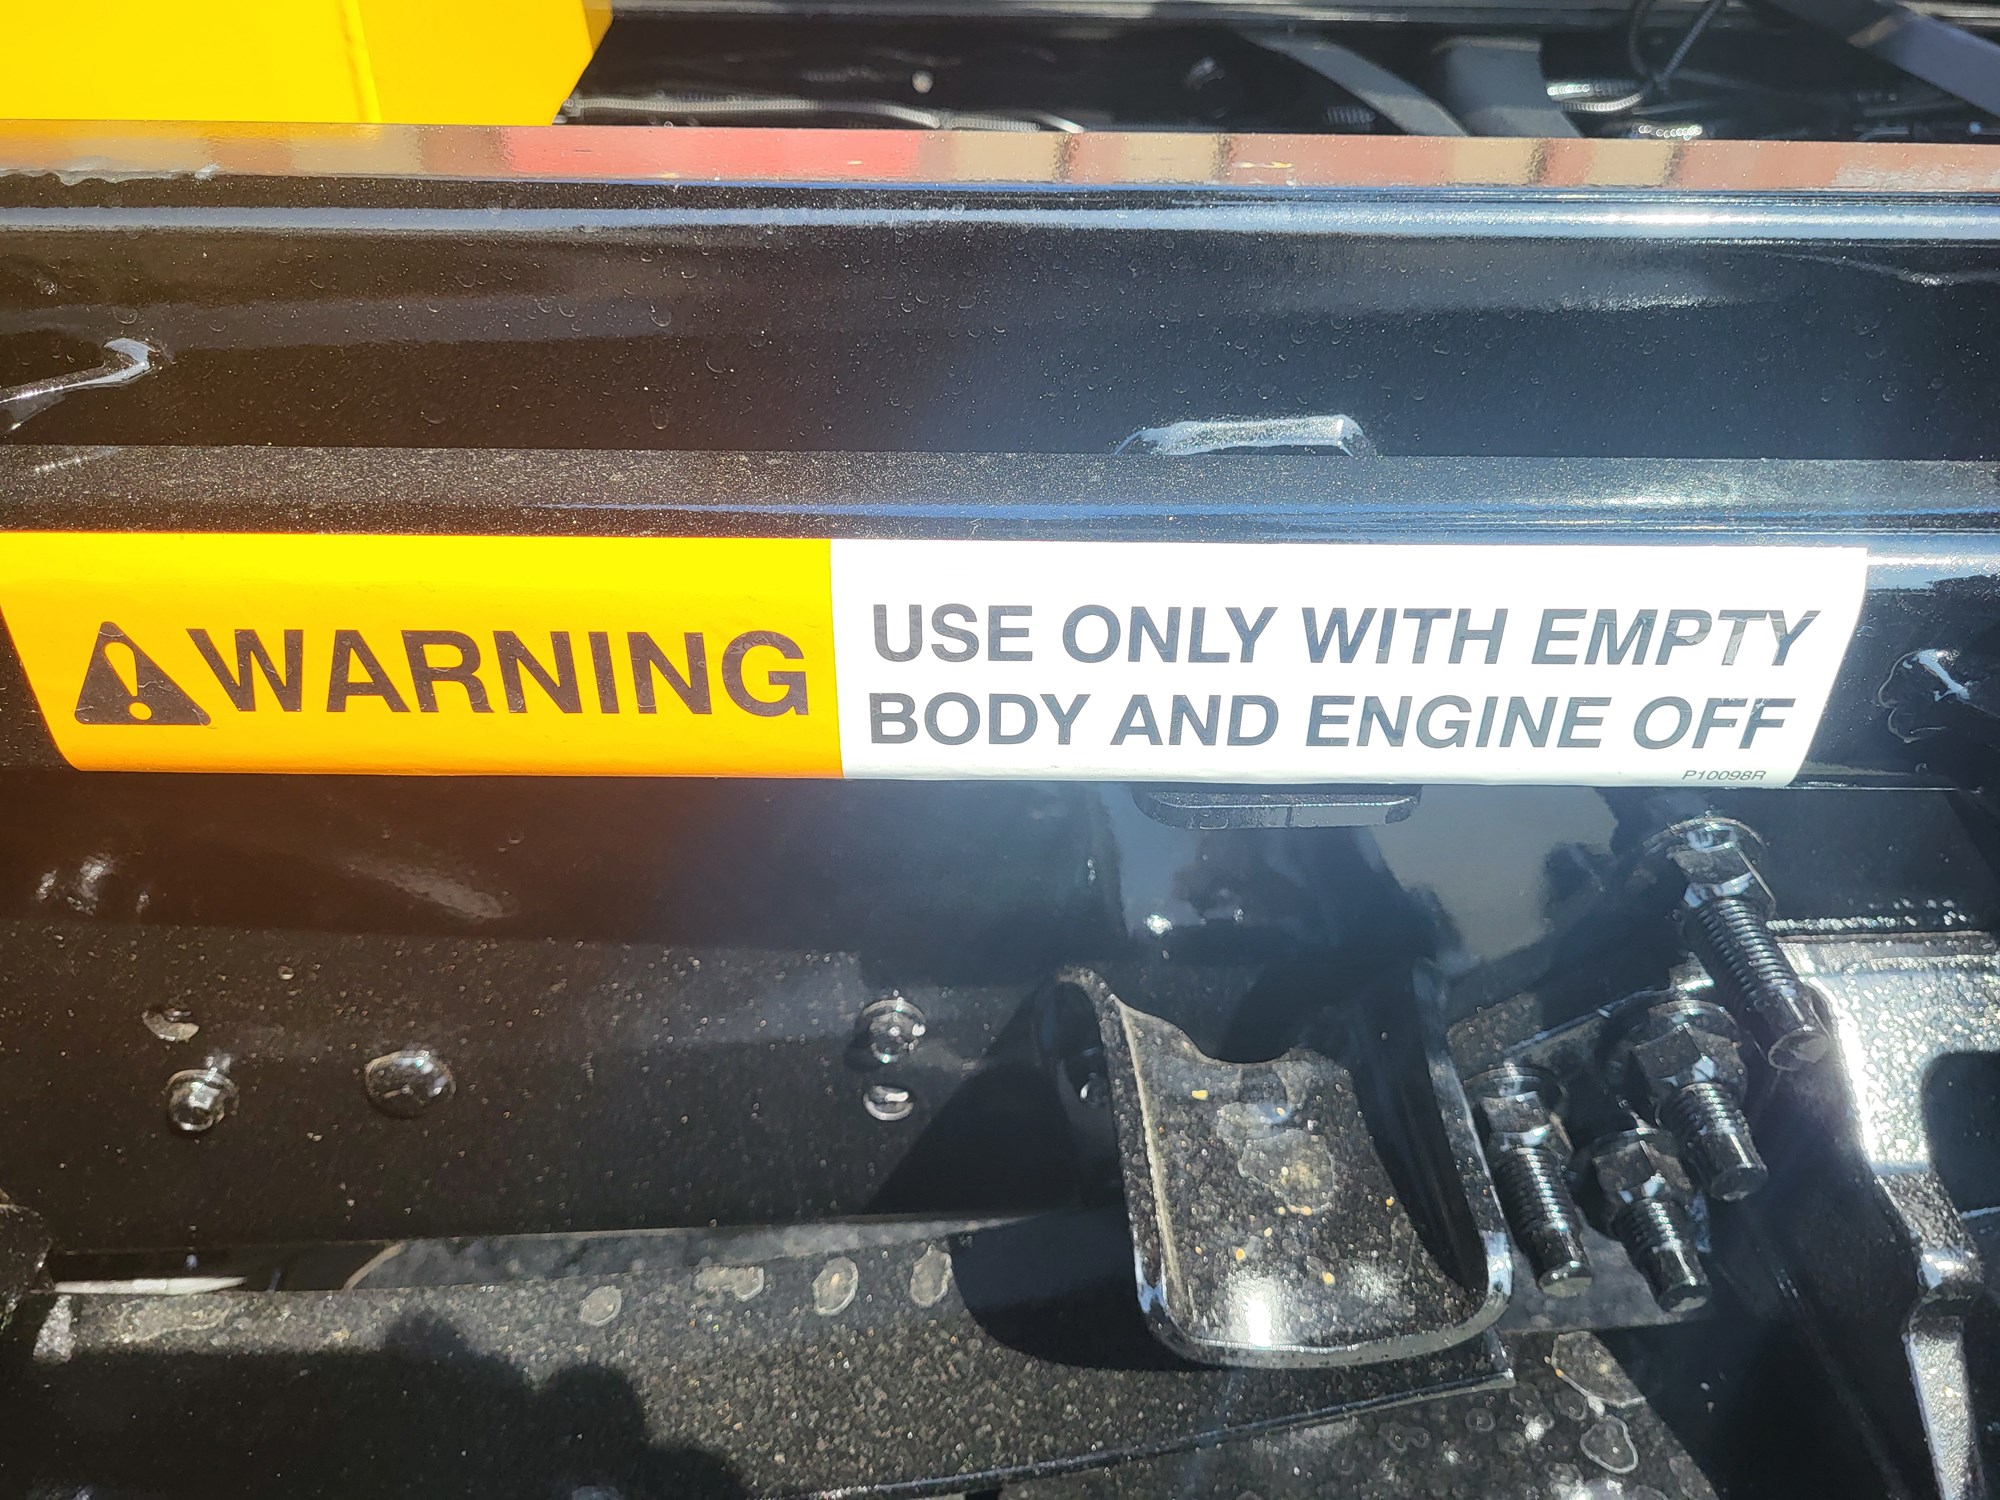 WARNING
USE ONLY WITH EMPTY
BODY AND ENGINE OFF
P10098R